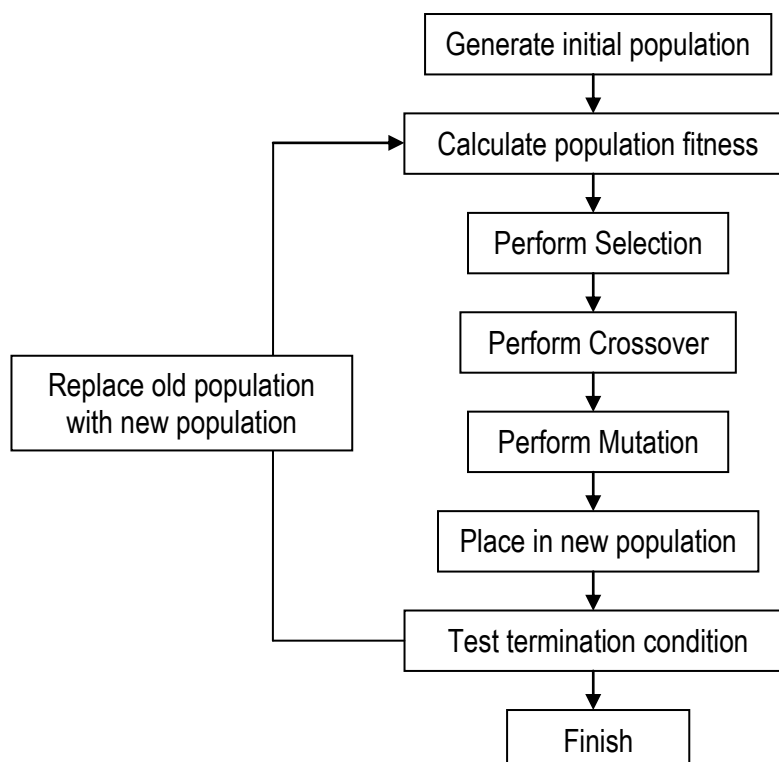 Generate initial population
Calculate population fitness
Perform Selection
Perform Crossover
Replace old population
with new population
Perform Mutation
Place in new population
Test termination condition
Finish